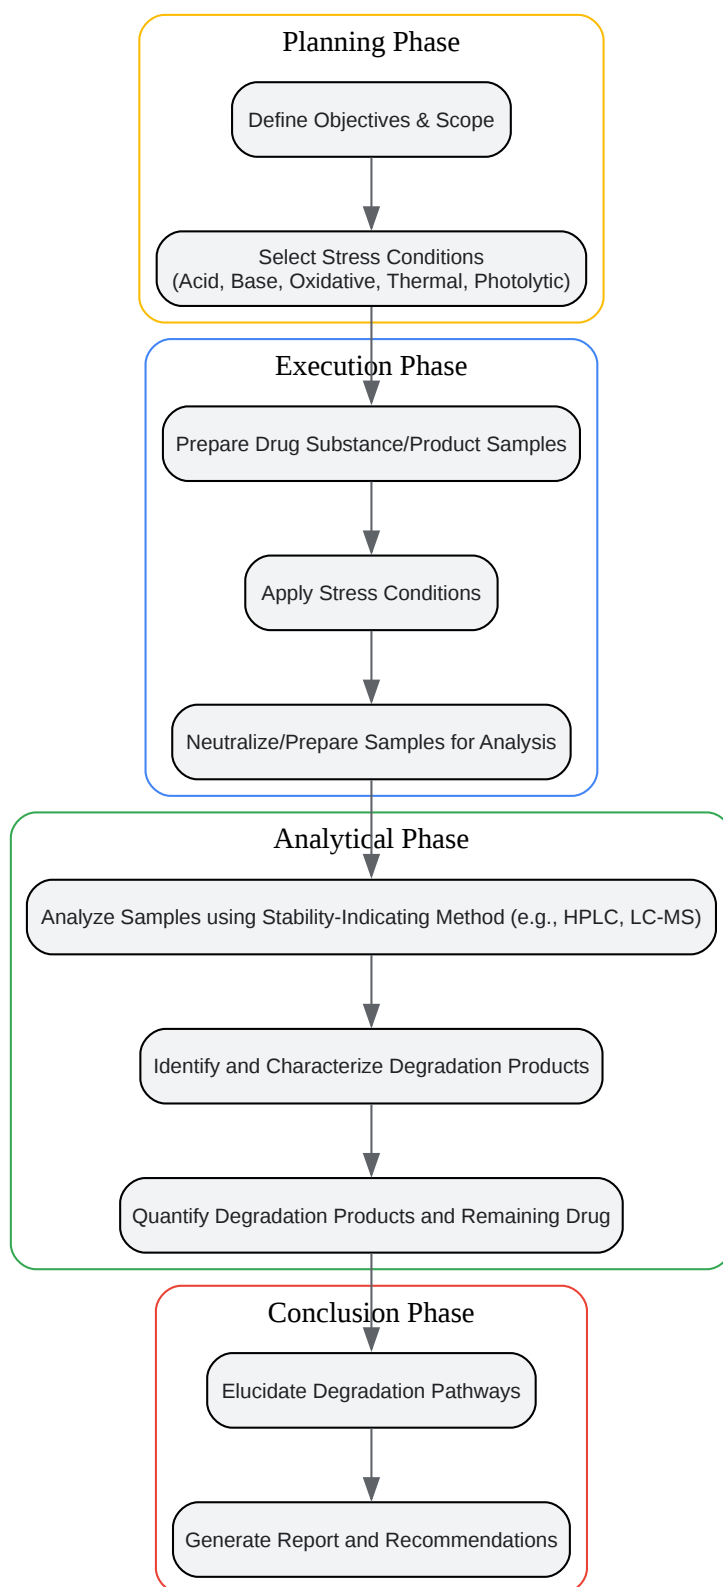 Planning Phase
Define Objectives & Scope
Select Stress Conditions
(Acid, Base, Oxidative, Thermal, Photolytic)
Execution Phase
Prepare Drug Substance/Product Samples
Apply Stress Conditions
Neutralize/Prepare Samples for Analysis
Analytical Phase
Analyze Samples using Stability-Indicating Method (e.g., HPLC, LC-MS)
Identify and Characterize Degradation Products
Quantify Degradation Products and Remaining Drug
Conclusion Phase
Elucidate Degradation Pathways
Generate Report and Recommendations